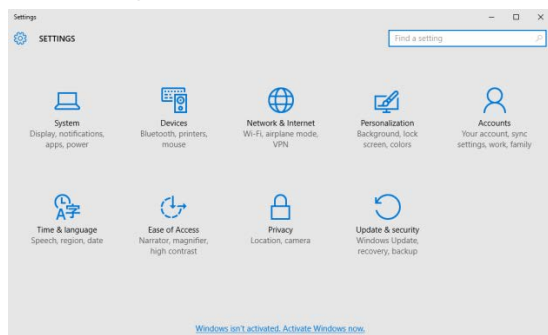 Settings
SETTINGS
Find a setting
System
Display, notifications,
apps, power
Devices
Bluetooth, printers,
mouse
Network & Internet
Wi-Fi, airplane mode,
VPN
Personalization
Background, lock
screen, colors
Accounts
Your account, sync
settings, work, family
Time & language
Speech, region, date
Ease of Access
Narrator, magnifier,
high contrast
Privacy
Location, camera
Update & security
Windows Update,
recovery, backup
Windows isn't activated. Activate Windows now.